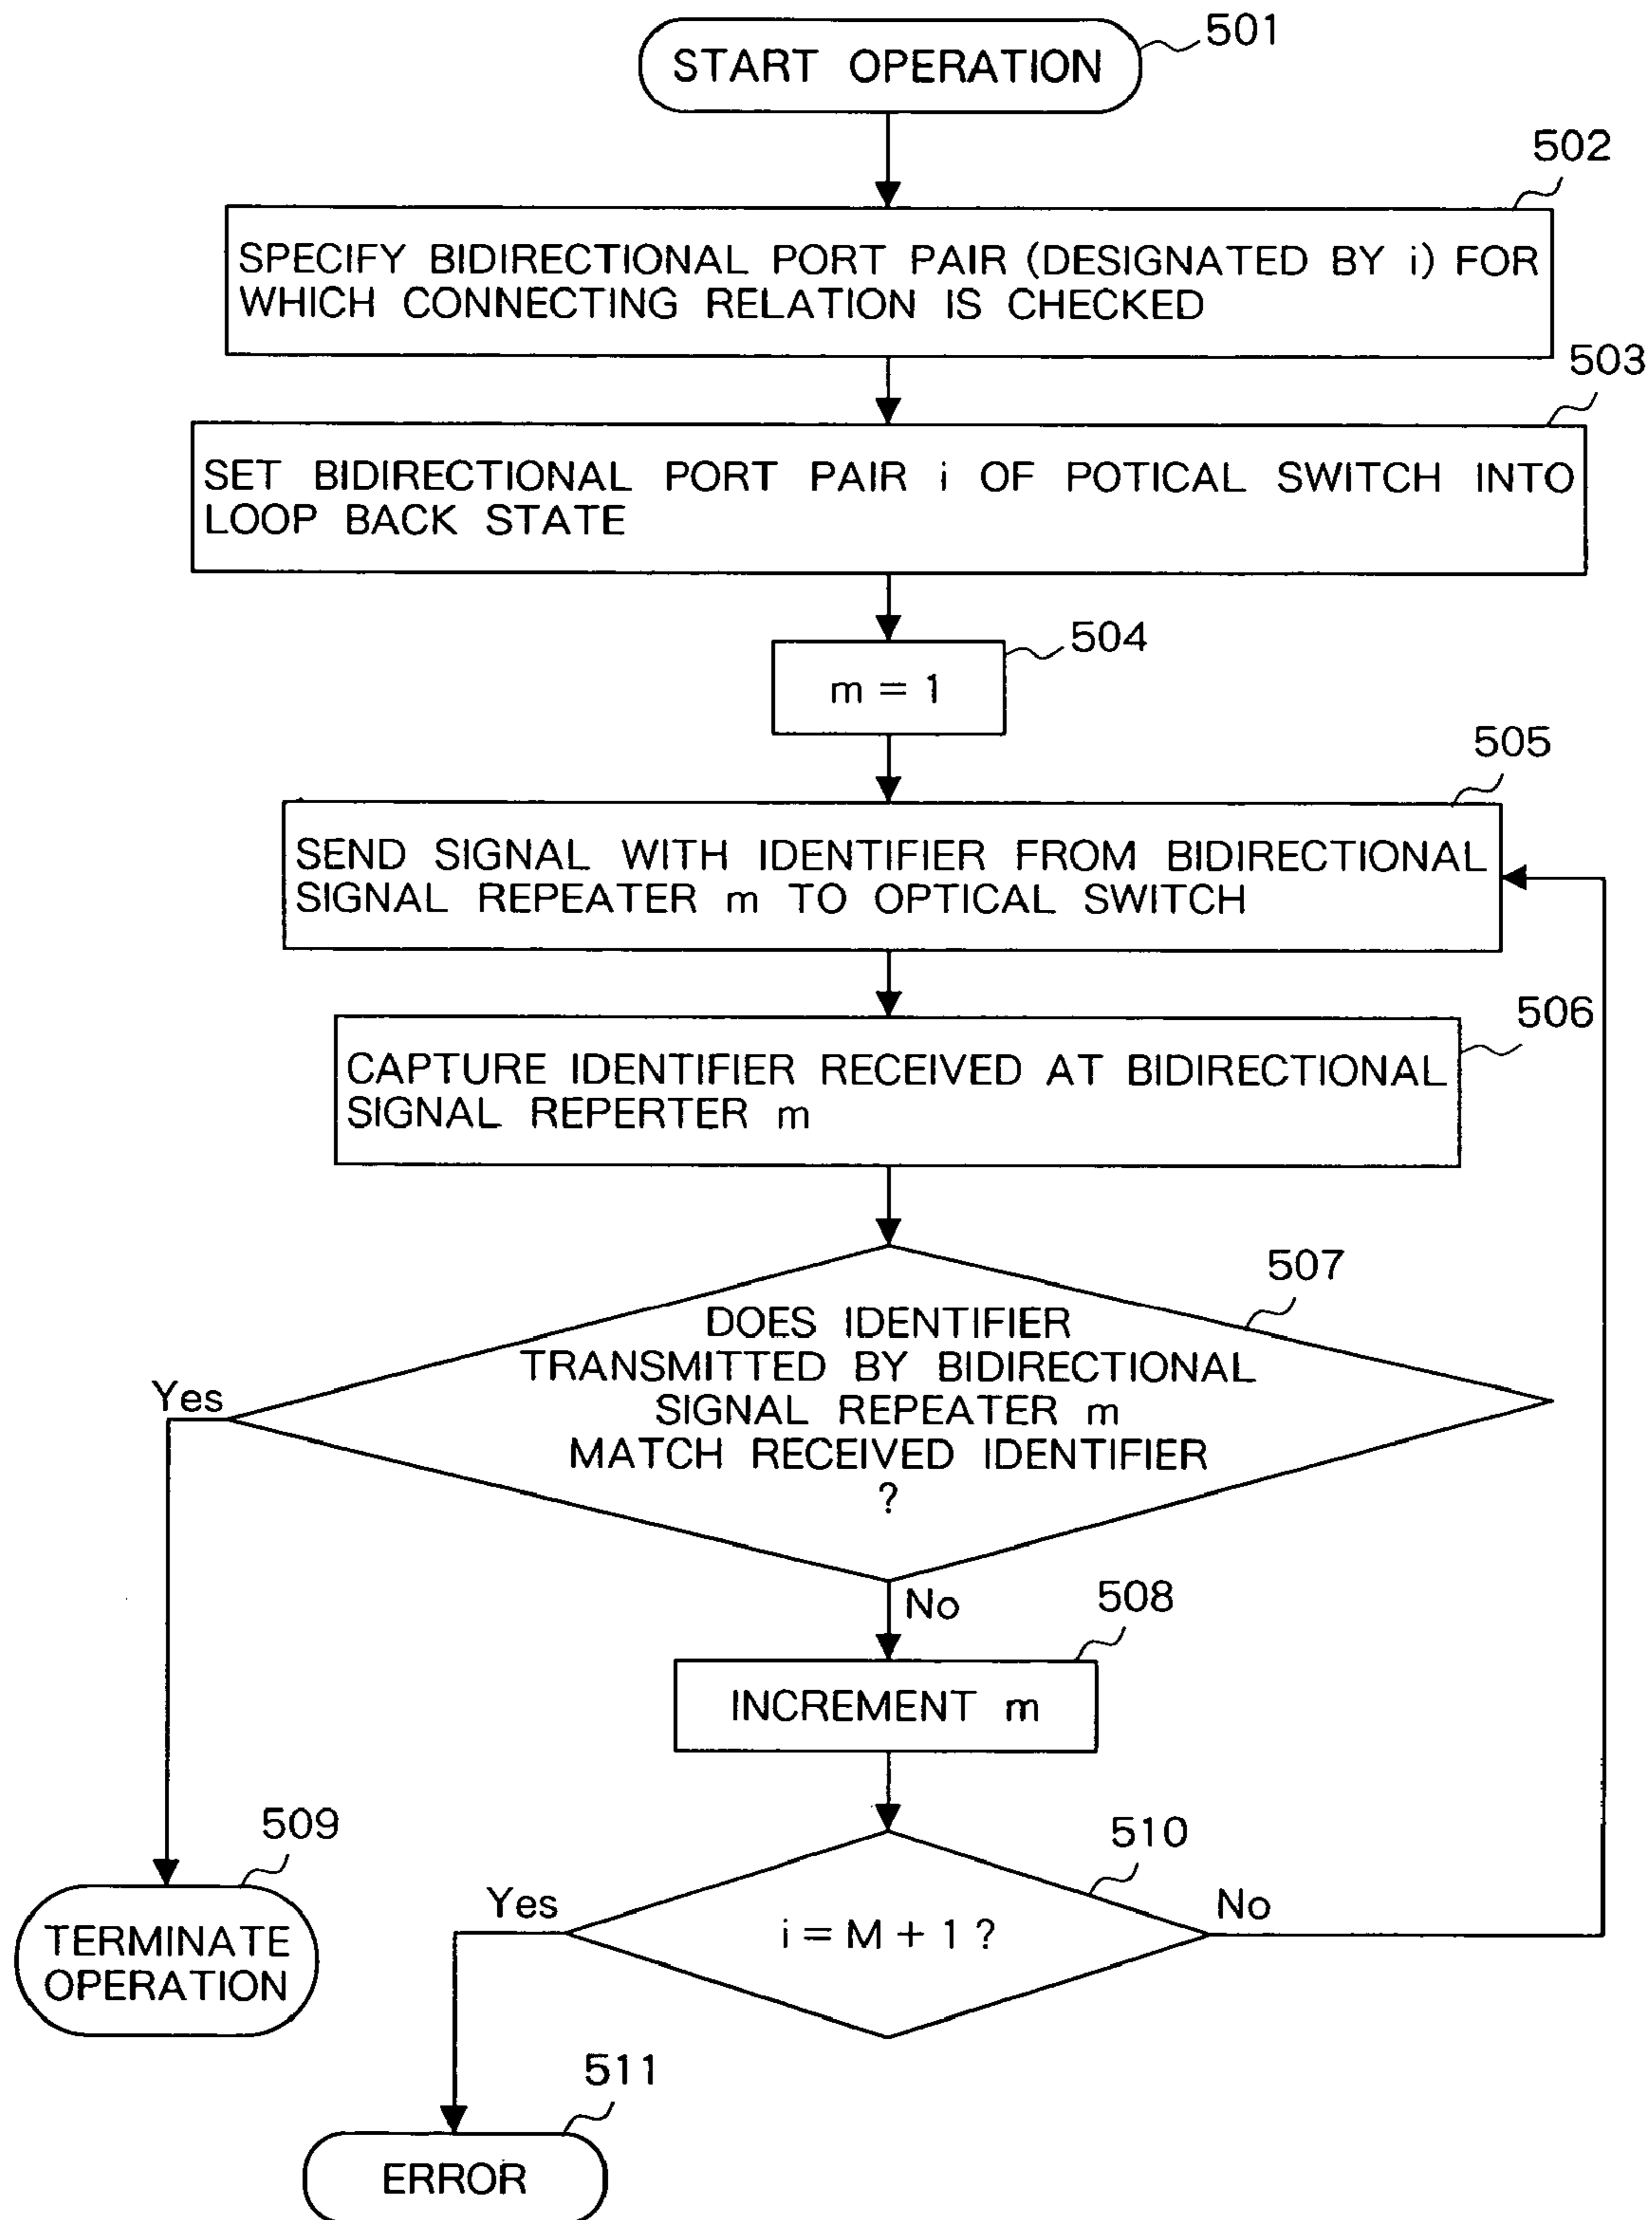 START OPERATION
501
502
SPECIFY BIDIRECTIONAL PORT PAIR (DESIGNATED BY i) FOR
WHICH CONNECTING RELATION IS CHECKED
503
SET BIDIRECTIONAL PORT PAIR i OF POTICAL SWITCH INTO
LOOP BACK STATE
504
m = 1
505
SEND SIGNAL WITH IDENTIFIER FROM BIDIRECTIONAL
SIGNAL REPEATER m TO OPTICAL SWITCH
506
CAPTURE IDENTIFIER RECEIVED AT BIDIRECTIONAL
SIGNAL REPERTER m
507
DOES IDENTIFIER
TRANSMITTED BY BIDIRECTIONAL
SIGNAL REPEATER m
MATCH RECEIVED IDENTIFIER
?
Yes
No
508
INCREMENT m
509
TERMINATE
OPERATION
510
i = M + 1 ?
Yes
No
511
ERROR